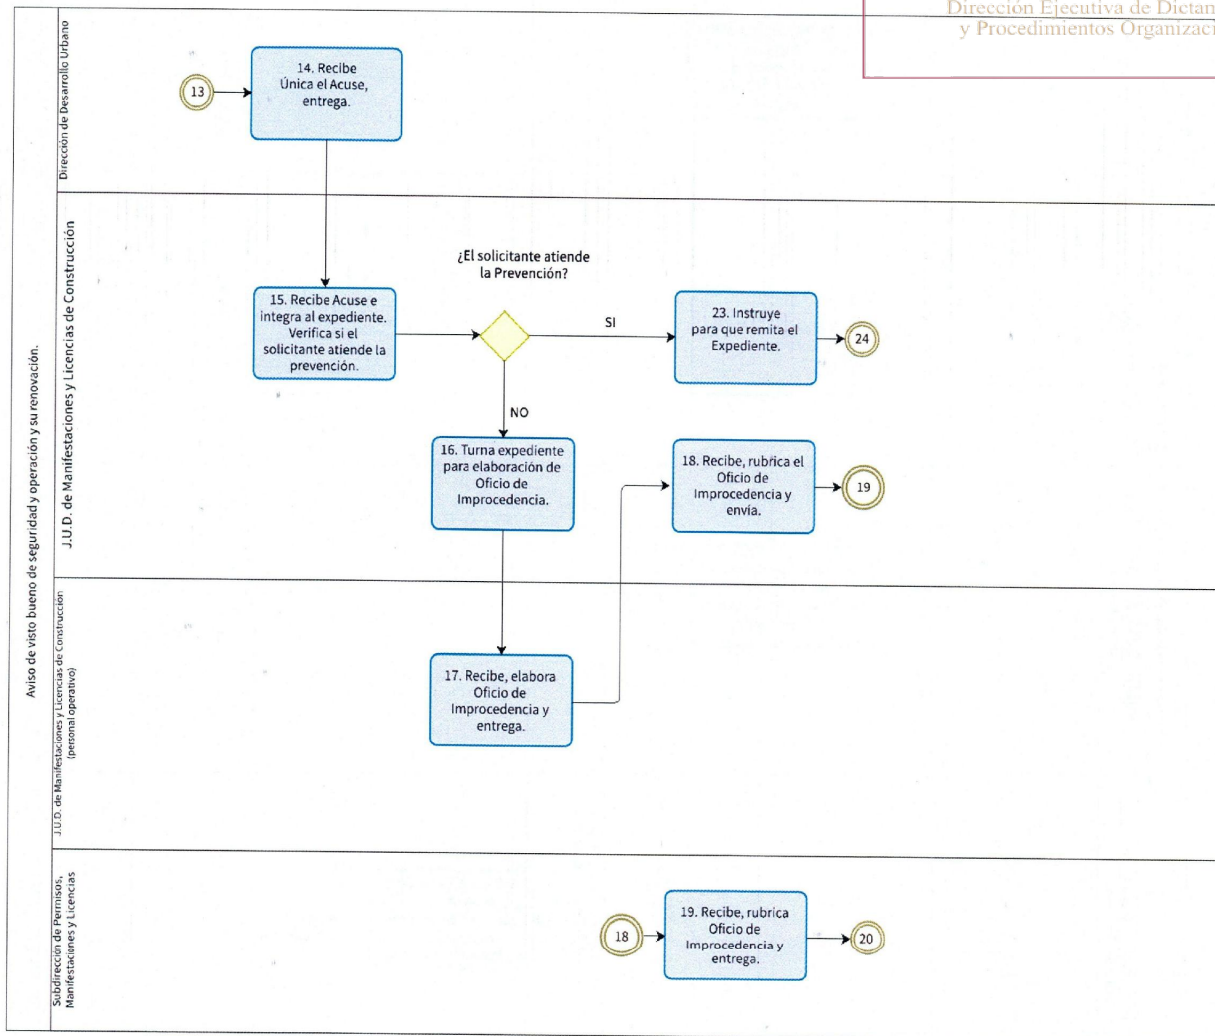 Dirección Ejecutiva de
y Procedimientos
Aviso de visto bueno de seguridad y operación y su renovación.
Dirección de Desarrollo Urbano
13
14. Recibe
Única el Acuse,
entrega.
J.U.D. de Manifestaciones y Licencias de Construcción
¿El solicitante atiende
la Prevención?
15. Recibe Acuse e
integra al expediente.
Verifica si el
solicitante atiende la
prevención.
SI
23. Instruye
para que remita el
Expediente.
24
NO
16. Turna expediente
para elaboración de
Oficio de
Improcedencia.
18. Recibe, rubrica el
Oficio de
Improcedencia y
envía.
19
J.U.D. de Manifestaciones y Licencias de Construcción
(personal operativo)
17. Recibe, elabora
Oficio de
Improcedencia y
entrega.
Subdirección de Permisos,
Manifestaciones y Licencias
18
19. Recibe, rubrica
Oficio de
Improcedencia y
entrega.
20